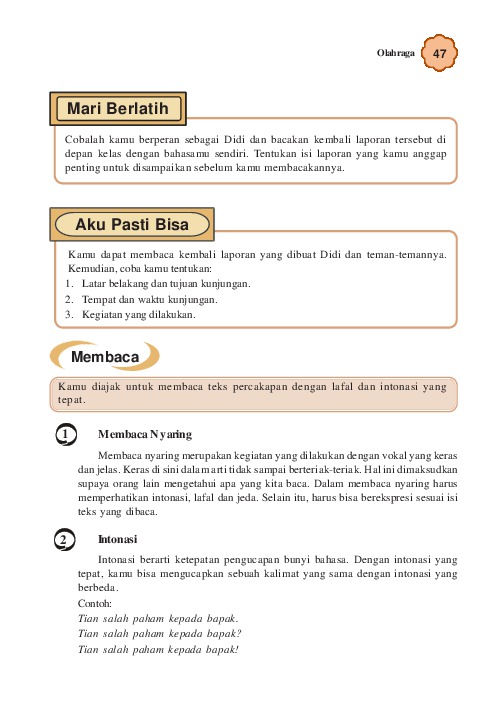 Olahraga 47
Mari Berlatih
Cobalah kamu berperan sebagai Didi dan bacakan kembali laporan tersebut di
depan kelas dengan bahasamu sendiri. Tentukan isi laporan yang kamu anggap
penting untuk disampaikan sebelum kamu membacakannya.
Aku Pasti Bisa
Kamu dapat membaca kembali laporan yang dibuat Didi dan teman-temannya.
Kemudian, coba kamu tentukan:
1. Latar belakang dan tujuan kunjungan.
2. Tempat dan waktu kunjungan.
3. Kegiatan yang dilakukan.
Membaca
Kamu diajak untuk membaca teks percakapan dengan lafal dan intonasi yang
tepat.
1 Membaca Nyaring
Membaca nyaring merupakan kegiatan yang dilakukan dengan vokal yang keras
dan jelas. Keras di sini dalam arti tidak sampai berteriak-teriak. Hal ini dimaksudkan
supaya orang lain mengetahui apa yang kita baca. Dalam membaca nyaring harus
memperhatikan intonasi, lafal dan jeda. Selain itu, harus bisa berekspresi sesuai isi
teks yang dibaca.
2 Intonasi
Intonasi berarti ketepatan pengucapan bunyi bahasa. Dengan intonasi yang
tepat, kamu bisa mengucapkan sebuah kalimat yang sama dengan intonasi yang
berbeda.
Contoh:
Tian salah paham kepada bapak.
Tian salah paham kepada bapak?
Tian salah paham kepada bapak!